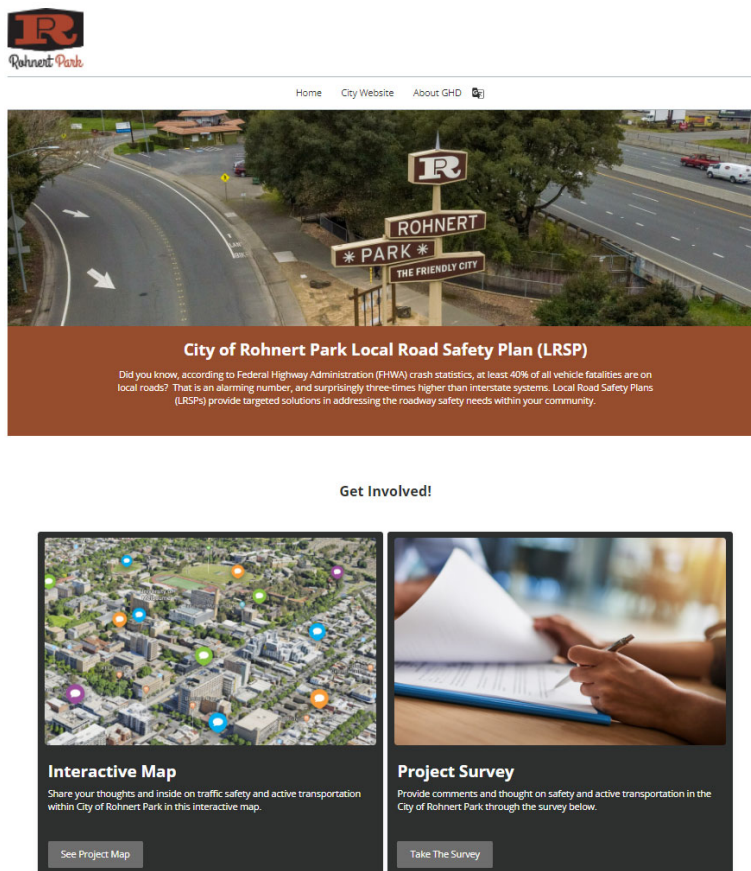 R
Rohnert Park
Home City Website About GHD
R
ROHNERT
* PARK *
THE FRIENDLY CITY
City of Rohnert Park Local Road Safety Plan (LRSP)
Did you know, according to Federal Highway Administration (FHWA) crash statistics, at least 40% of all vehicle fatalities are on
local roads? That is an alarming number, and surprisingly three-times higher than interstate systems. Local Road Safety Plans
(LRSPs) provide targeted solutions in addressing the roadway safety needs within your community.
Get Involved!
Interactive Map
Share your thoughts and inside on traffic safety and active transportation
within City of Rohnert Park in this interactive map.
See Project Map
Project Survey
Provide comments and thought on safety and active transportation in the
City of Rohnert Park through the survey below.
Take The Survey